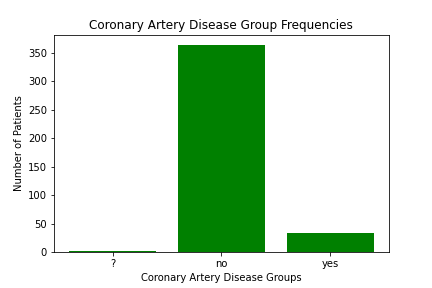 Coronary Artery Disease Group Frequencies
Number of Patients
350
300
250
200
150
100
50
0
? no yes
Coronary Artery Disease Groups